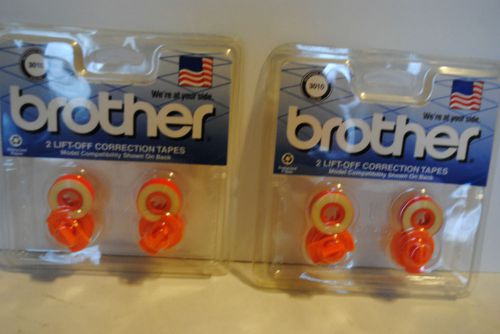 3015
We're at your side.
brother
2 LIFT-OFF CORRECTION TAPES
Model Compatibility Shown On Back
3010
We're at your side.
brother
2 LIFT-OFF CORRECTION TAPES
Model Compatibility Shown On Back